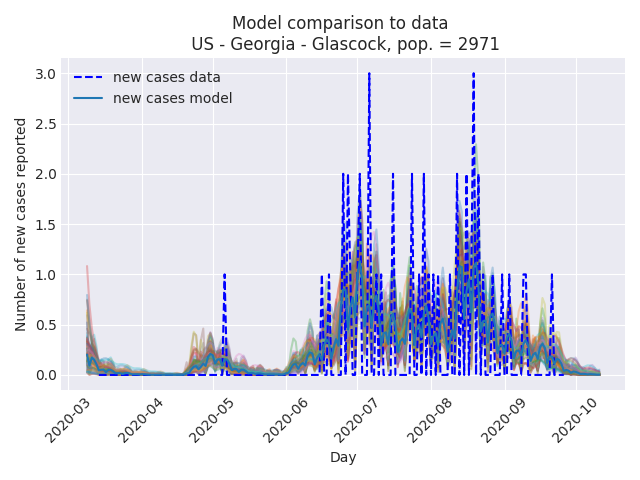 Model comparison to data
US - Georgia - Glascock, pop. = 2971
new cases data
new cases model
Number of new cases reported
3.0
2.5
2.0
1.5
1.0
0.5
0.0
2020-03
2020-04
2020-05
2020-06
2020-07
2020-08
2020-09
2020-10
Day